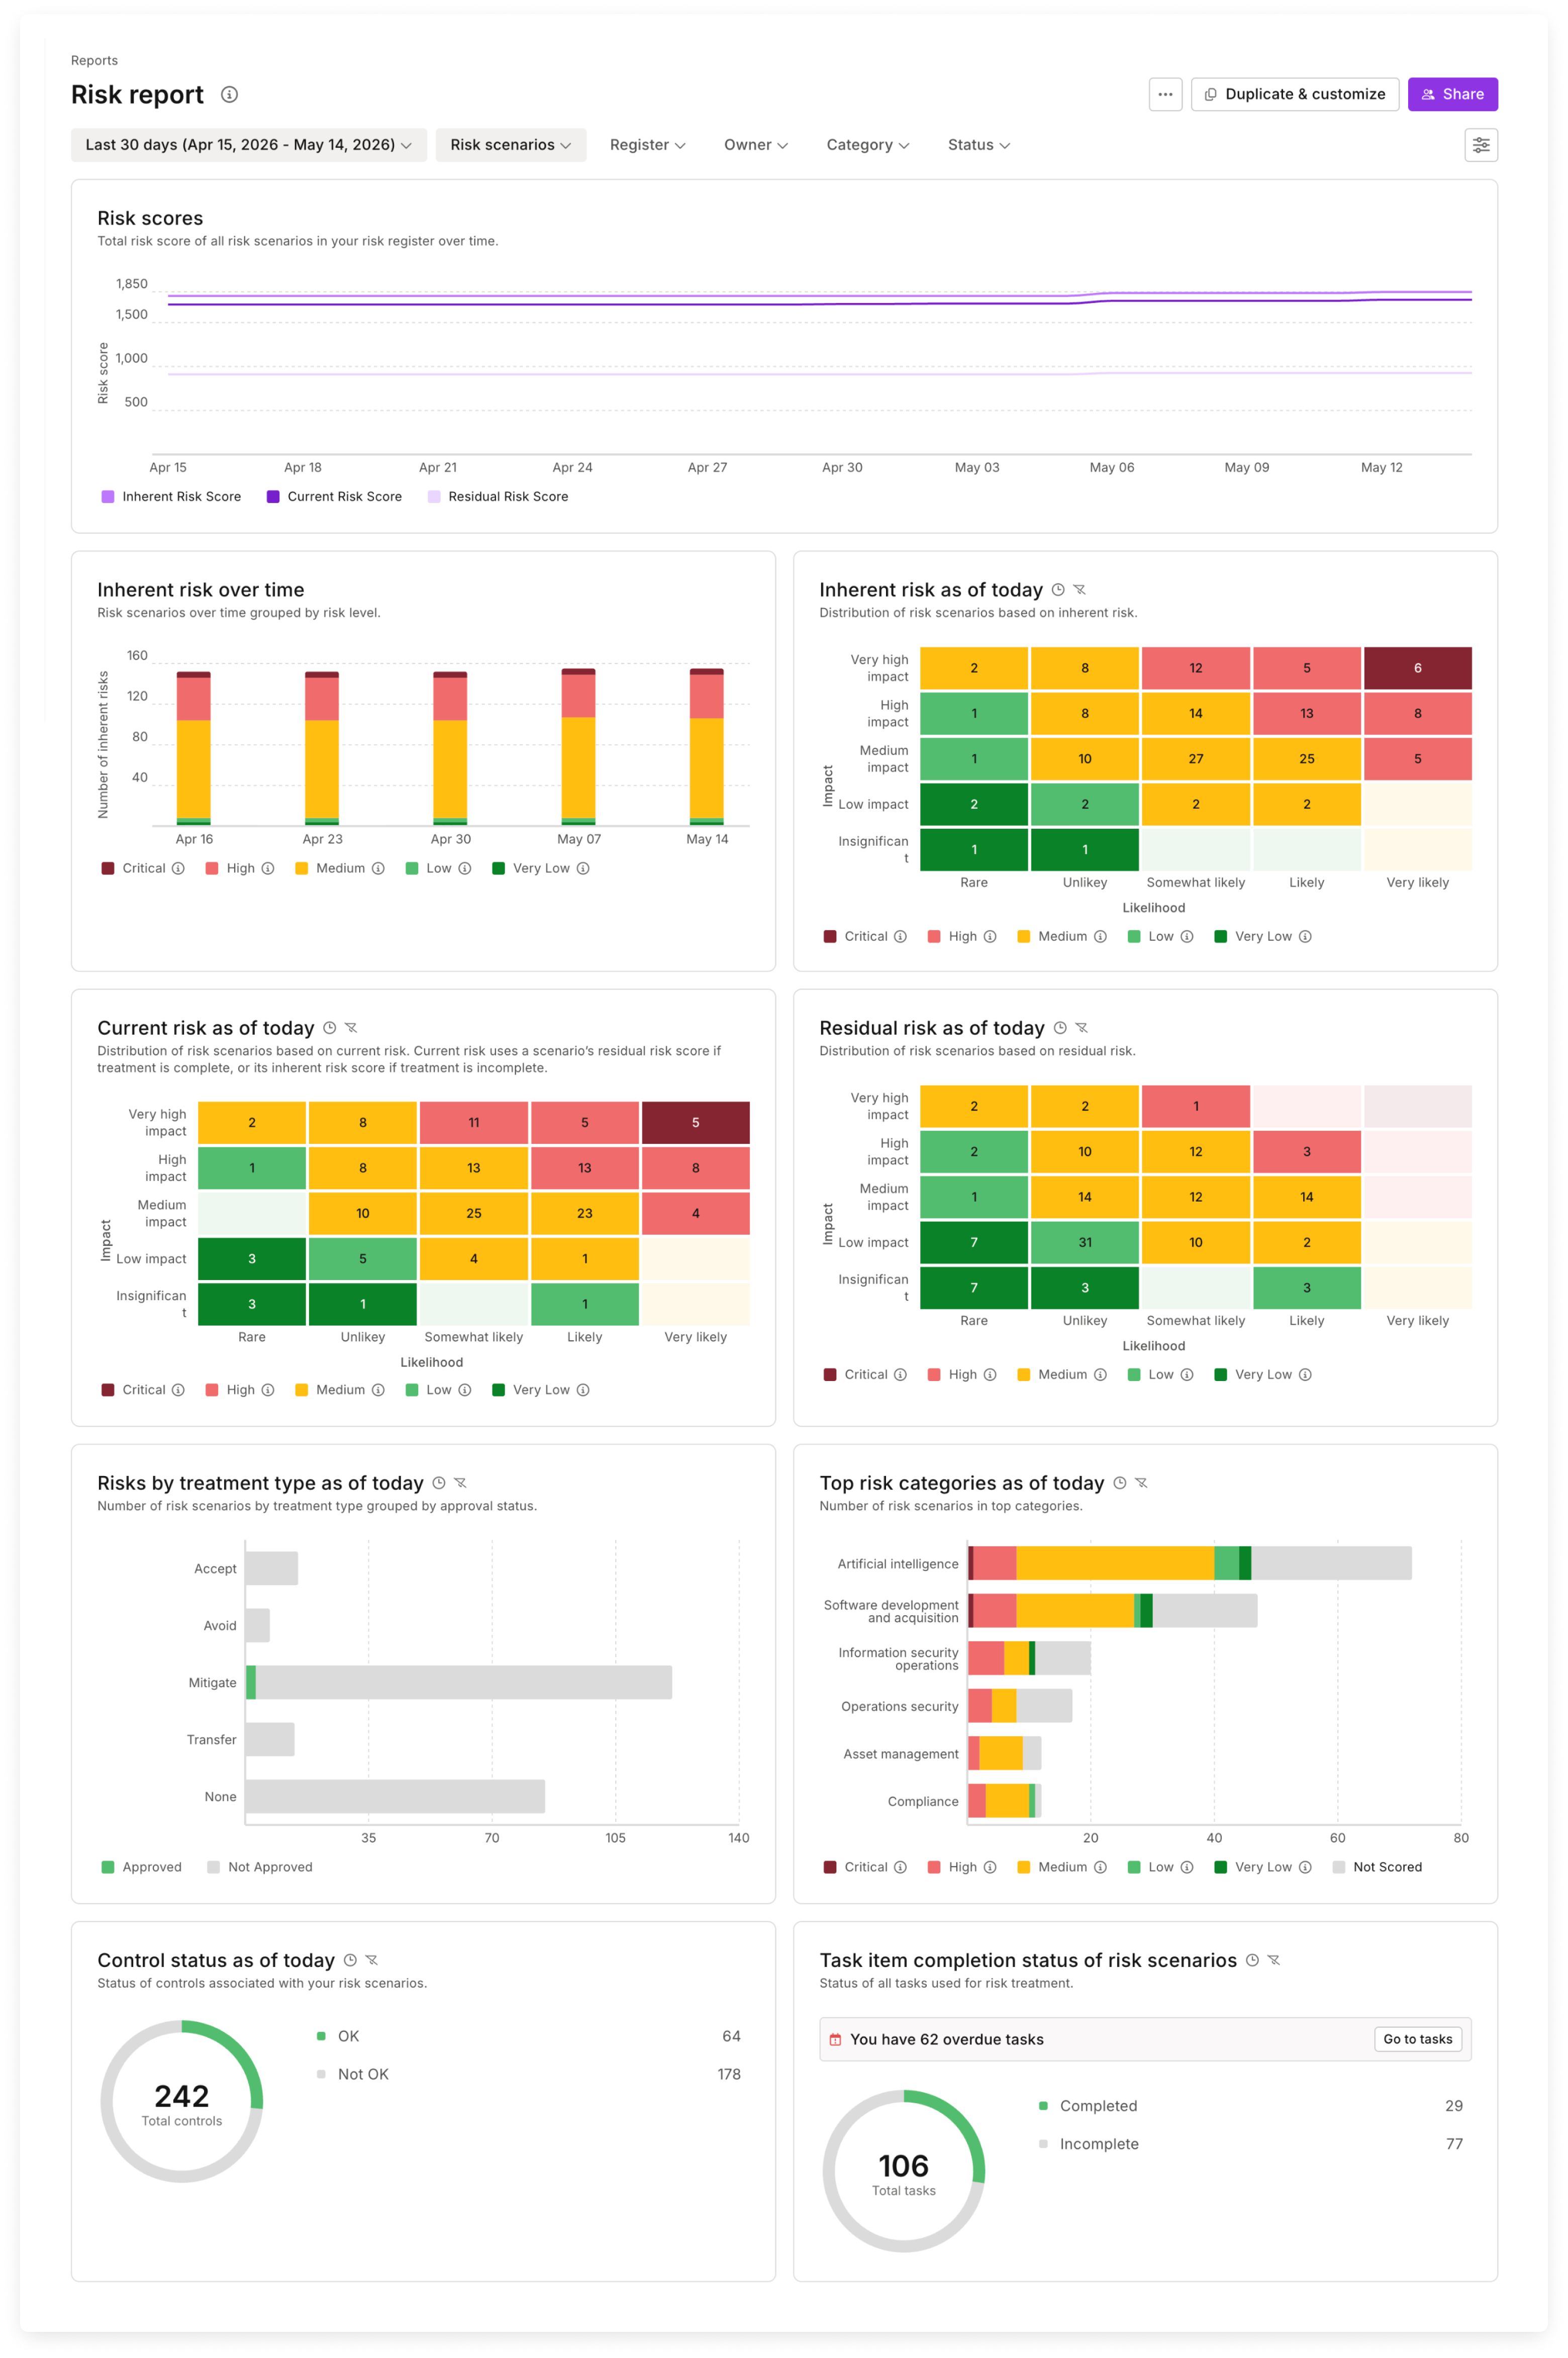 Reports
Risk report
Duplicate & customize
Share
Last 30 days (Apr 15, 2026 - May 14, 2026)
Risk scenarios
Register
Owner
Category
Status
Risk scores
Total risk score of all risk scenarios in your risk register over time.
1,850
1,500
1,000
500
Risk score
Apr 15 Apr 18 Apr 21 Apr 24 Apr 27 Apr 30 May 03 May 06 May 09 May 12
Inherent Risk Score Current Risk Score Residual Risk Score
Inherent risk over time
Risk scenarios over time grouped by risk level.
160
120
80
40
Number of inherent risks
Apr 16 Apr 23 Apr 30 May 07 May 14
Critical High Medium Low Very Low
Inherent risk as of today
Distribution of risk scenarios based on inherent risk.
Impact
Very high
impact
2 8 12 5 6
High
impact
1 8 14 13 8
Medium
impact
1 10 27 25 5
Low impact
2 2 2 2
Insignifican
t
1 1
Rare Unlikey Somewhat likely Likely Very likely
Likelihood
Critical High Medium Low Very Low
Current risk as of today
Distribution of risk scenarios based on current risk. Current risk uses a scenario's residual risk score if
treatment is complete, or its inherent risk score if treatment is incomplete.
Impact
Very high
impact
2 8 11 5 5
High
impact
1 8 13 13 8
Medium
impact
10 25 23 4
Low impact
3 5 4 1
Insignifican
t
3 1 1
Rare Unlikey Somewhat likely Likely Very likely
Likelihood
Critical High Medium Low Very Low
Residual risk as of today
Distribution of risk scenarios based on residual risk.
Impact
Very high
impact
2 2 1
High
impact
2 10 12 3
Medium
impact
1 14 12 14
Low impact
7 31 10 2
Insignifican
t
7 3 3
Rare Unlikey Somewhat likely Likely Very likely
Likelihood
Critical High Medium Low Very Low
Risks by treatment type as of today
Number of risk scenarios by treatment type grouped by approval status.
Accept
Avoid
Mitigate
Transfer
None
35 70 105 140
Approved Not Approved
Top risk categories as of today
Number of risk scenarios in top categories.
Artificial intelligence
Software development
and acquisition
Information security
operations
Operations security
Asset management
Compliance
20 40 60 80
Critical High Medium Low Very Low Not Scored
Control status as of today
Status of controls associated with your risk scenarios.
242
Total controls
OK 64
Not OK 178
Task item completion status of risk scenarios
Status of all tasks used for risk treatment.
You have 62 overdue tasks
Go to tasks
106
Total tasks
Completed 29
Incomplete 77